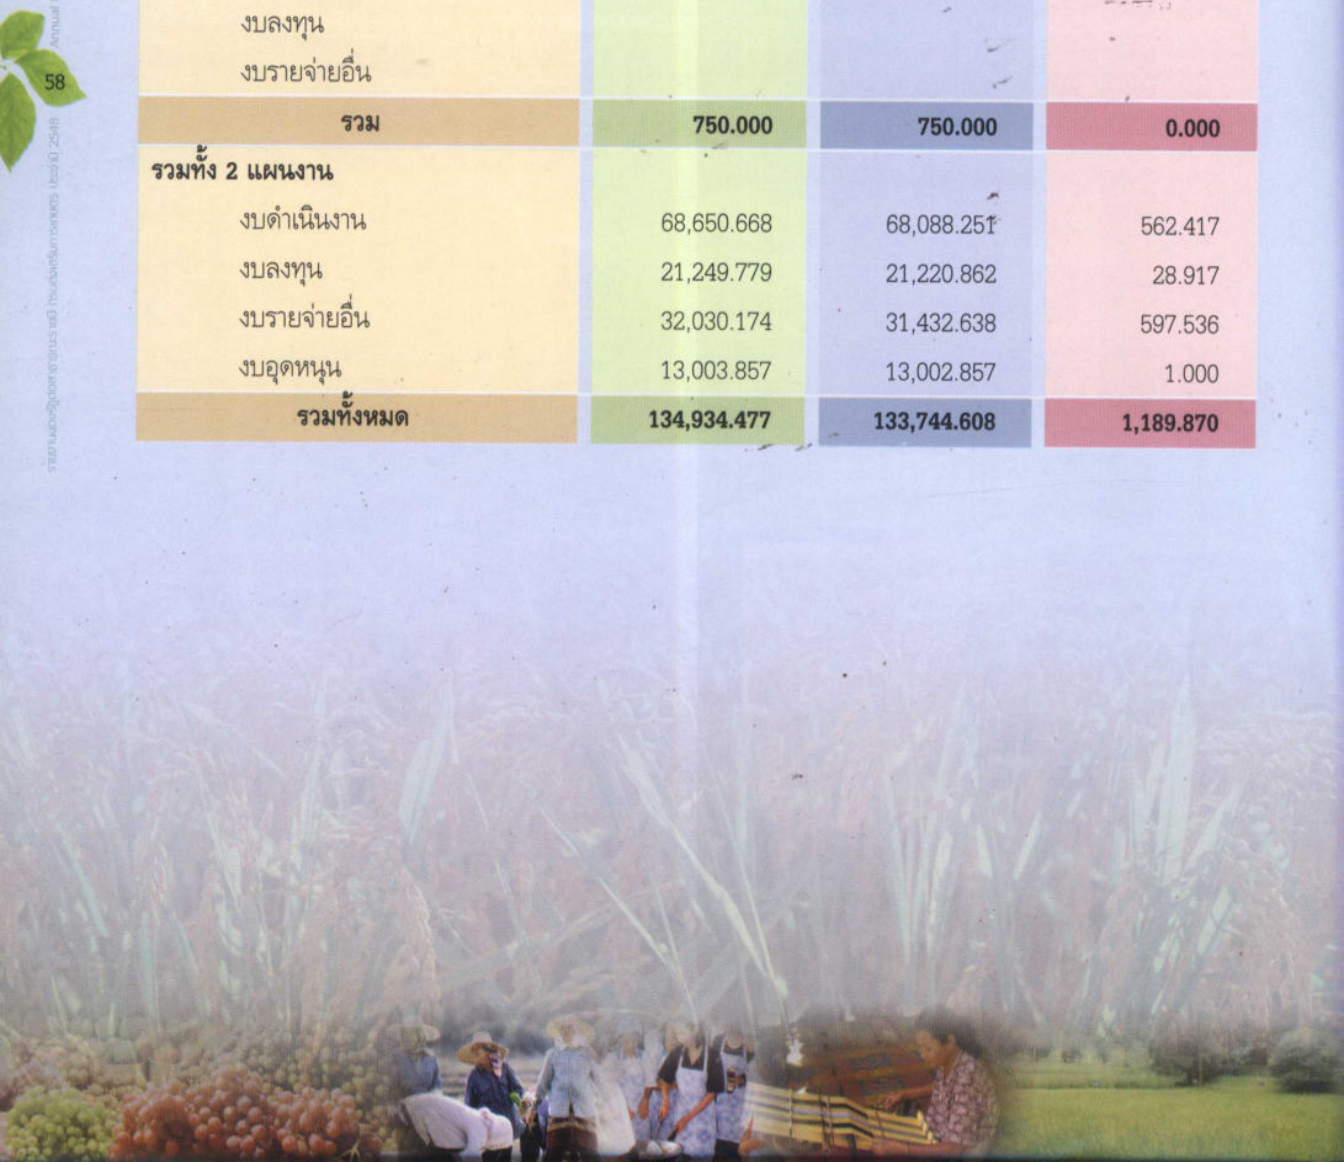 งบลงทุน
งบรายจ่ายอื่น
รวม 750.000 750.000 0.000
รวมทั้ง 2 แผนงาน
งบดำเนินงาน 68,650.668 68,088.251 562.417
งบลงทุน 21,249.779 21,220.862 28.917
งบรายจ่ายอื่น 32,030.174 31,432.638 597.536
งบอุดหนุน 13,003.857 13,002.857 1.000
รวมทั้งหมด 134,934.477 133,744.608 1,189.870
58
Annual